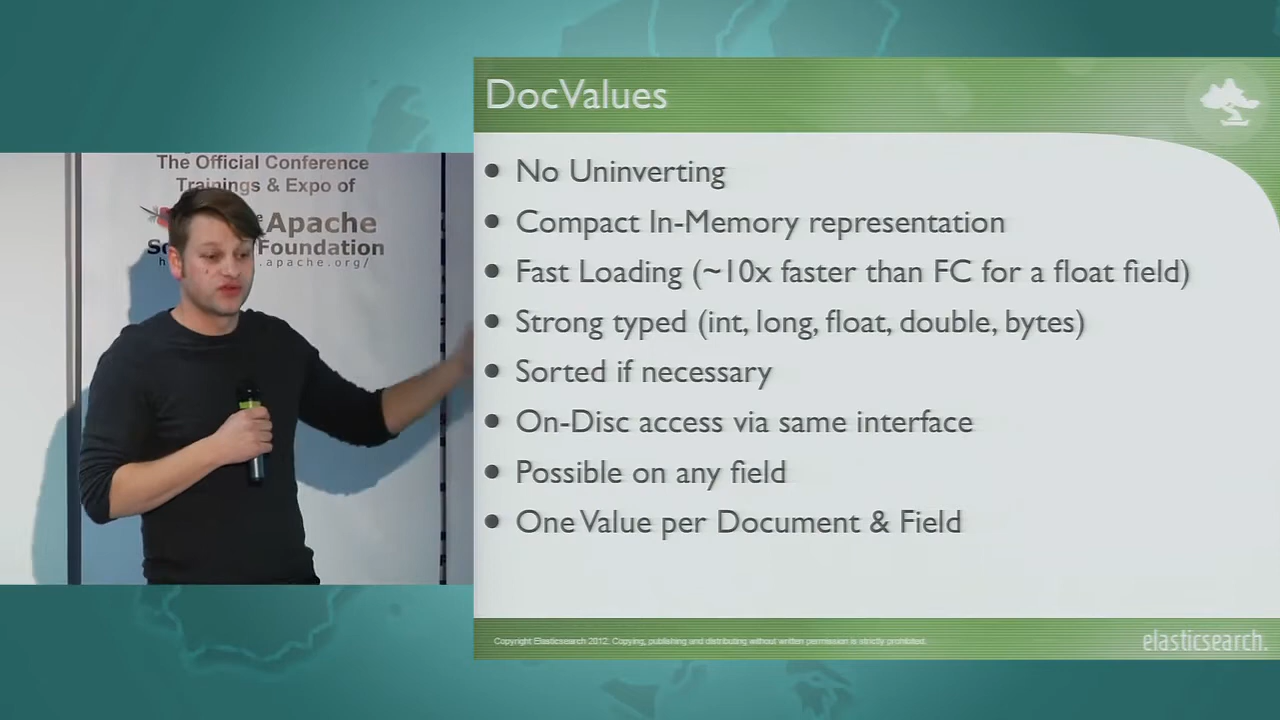 The Official Conference
Trainings & Expo of
Apache
Foundation
.apache.org/
DocValues
• No Uninverting
• Compact In-Memory representation
• Fast Loading (~10x faster than FC for a float field)
• Strong typed (int, long, float, double, bytes)
• Sorted if necessary
• On-Disc access via same interface
• Possible on any field
• One Value per Document & Field
Copyright Elasticsearch 2012. Copying, publishing and distributing without written permission is strictly prohibited.
elasticsearch.